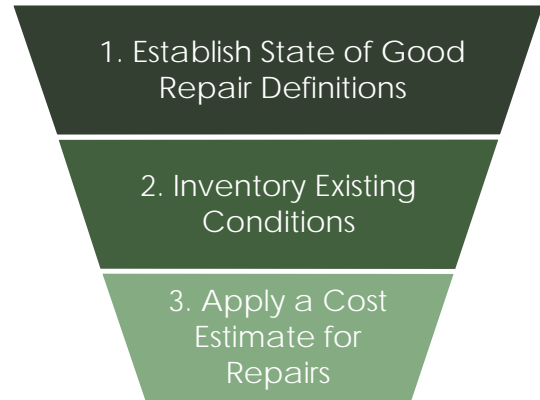 1. Establish State of Good
Repair Definitions
2. Inventory Existing
Conditions
3. Apply a Cost
Estimate for
Repairs